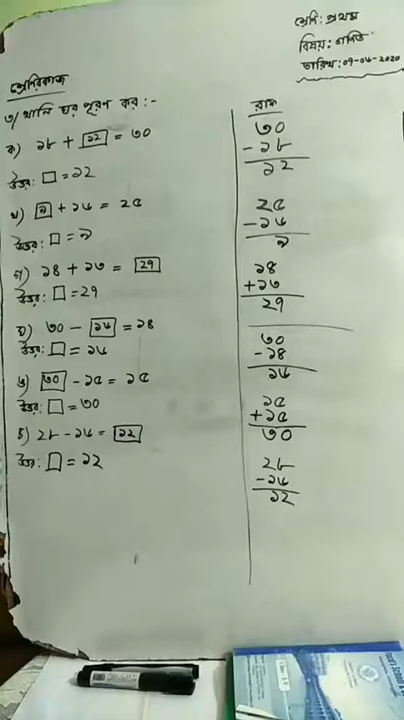 শ্রেণি: প্রথম
বিষয়: গণিত
তারিখ: ০৭-০৬-২০২০
শ্রেণিরকাজ
৩/ খালি ঘর পূরণ কর :-
ক) ১৮ + ১২ = ৩০
উত্তর: □ = ১২
খ) ৯ + ১৬ = ২৫
উত্তর: □ = ৯
গ) ১৪ + ১৩ = ২৭
উত্তর: □ = ২৭
ঘ) ৩০ - ১৬ = ১৪
উত্তর: □ = ১৬
ঙ) ৩০ - ১৫ = ১৫
উত্তর: □ = ৩০
চ) ২৮ - ১৬ = ১২
উত্তর: □ = ১২
রাফ
৩০
- ১৮
১২
২৫
- ১৬
৯
১৪
+ ১৩
২৭
৩০
- ১৪
১৬
১৫
+ ১৫
৩০
২৮
- ১৬
১২